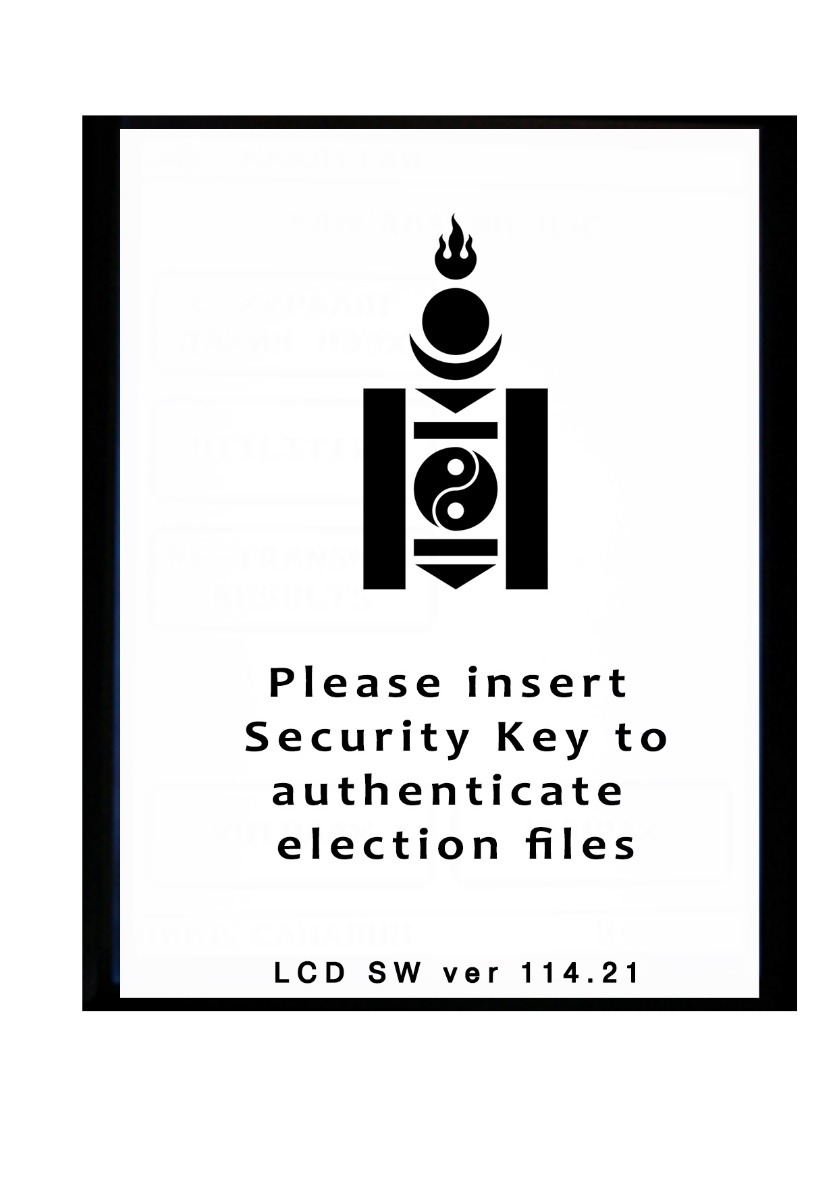 Please insert
Security Key to
authenticate
election files
LCD SW ver 114.21